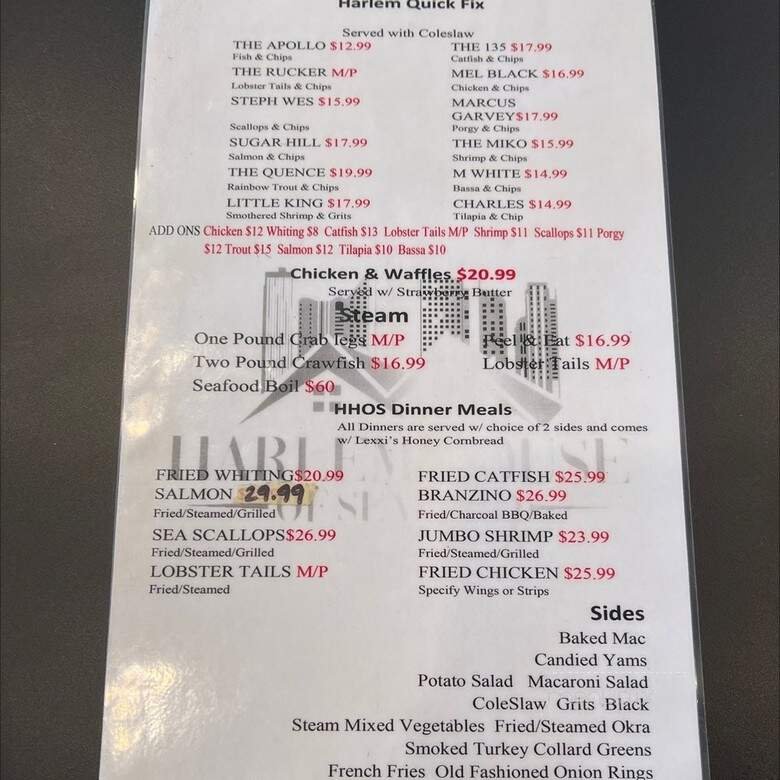 Harlem Quick Fix
Served with Coleslaw
THE APOLLO $12.99
Fish & Chips
THE RUCKER M/P
Lobster Tails & Chips
STEPH WES $15.99
Scallops & Chips
SUGAR HILL $17.99
Salmon & Chips
THE QUENCE $19.99
Rainbow Trout & Chips
LITTLE KING $17.99
Smothered Shrimp & Grits
THE 135 $17.99
Catfish & Chips
MEL BLACK $16.99
Chicken & Chips
MARCUS
GARVEY$17.99
Porgy & Chips
THE MIKO $15.99
Shrimp & Chips
M WHITE $14.99
Bassa & Chips
CHARLES $14.99
Tilapia & Chip
ADD ONS Chicken $12 Whiting $8 Catfish $13 Lobster Tails M/P Shrimp $11 Scallops $11 Porgy
$12 Trout $15 Salmon $12 Tilapia $10 Bassa $10
Chicken & Waffles $20.99
Served w/ Strawberry Butter
Steam
One Pound Crab legs M/P
Two Pound Crawfish $16.99
Seafood Boil $60
Peel & Eat $16.99
Lobster Tails M/P
HHOS Dinner Meals
All Dinners are served w/ choice of 2 sides and comes
w/ Lexxi's Honey Cornbread
FRIED WHITING$20.99
SALMON $29.99
Fried/Steamed/Grilled
SEA SCALLOPS$26.99
Fried/Steamed/Grilled
LOBSTER TAILS M/P
Fried/Steamed
FRIED CATFISH $25.99
BRANZINO $26.99
Fried/Charcoal BBQ/Baked
JUMBO SHRIMP $23.99
Fried/Steamed/Grilled
FRIED CHICKEN $25.99
Specify Wings or Strips
Sides
Baked Mac
Candied Yams
Potato Salad Macaroni Salad
ColeSlaw Grits Black
Steam Mixed Vegetables Fried/Steamed Okra
Smoked Turkey Collard Greens
French Fries Old Fashioned Onion Rings